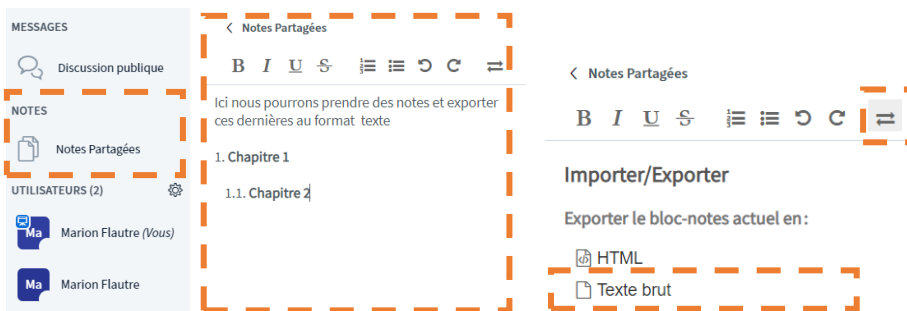 MESSAGES
Discussion publique
NOTES
Notes Partagées
UTILISATEURS (2)
Ma
Marion Flautre (Vous)
Ma
Marion Flautre
Notes Partagées
B I U S
Ici nous pourrons prendre des notes et exporter
ces dernières au format texte
1. Chapitre 1
1.1. Chapitre 2
Notes Partagées
B I U S
Importer/Exporter
Exporter le bloc-notes actuel en :
HTML
Texte brut